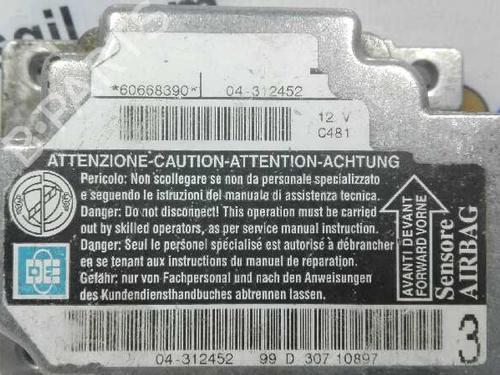 ail.com
*60668390* 04-312452
12 V
C481
ATTENZIONE-CAUTION-ATTENTION-ACHTUNG
Pericolo: Non scollegare se non da personale specializzato
e seguendo le istruzioni del manuale di assistenza tecnica.
Danger: Do not disconnect! This operation must be carried
out by skilled operators, as per service manual instruction.
Danger: Seul le personel spécialisé est autorisé à débrancher
en se tenant aux instructions du manuel de réparation.
Gefahr: nur von Fachpersonal und nach den Anweisungen
des Kundendiensthandbuches abtrennen lassen.
AVANTI DEVANT
FORWARD VORNE
Sensore
AIRBAG
3
04-312452 99 D 307 10897